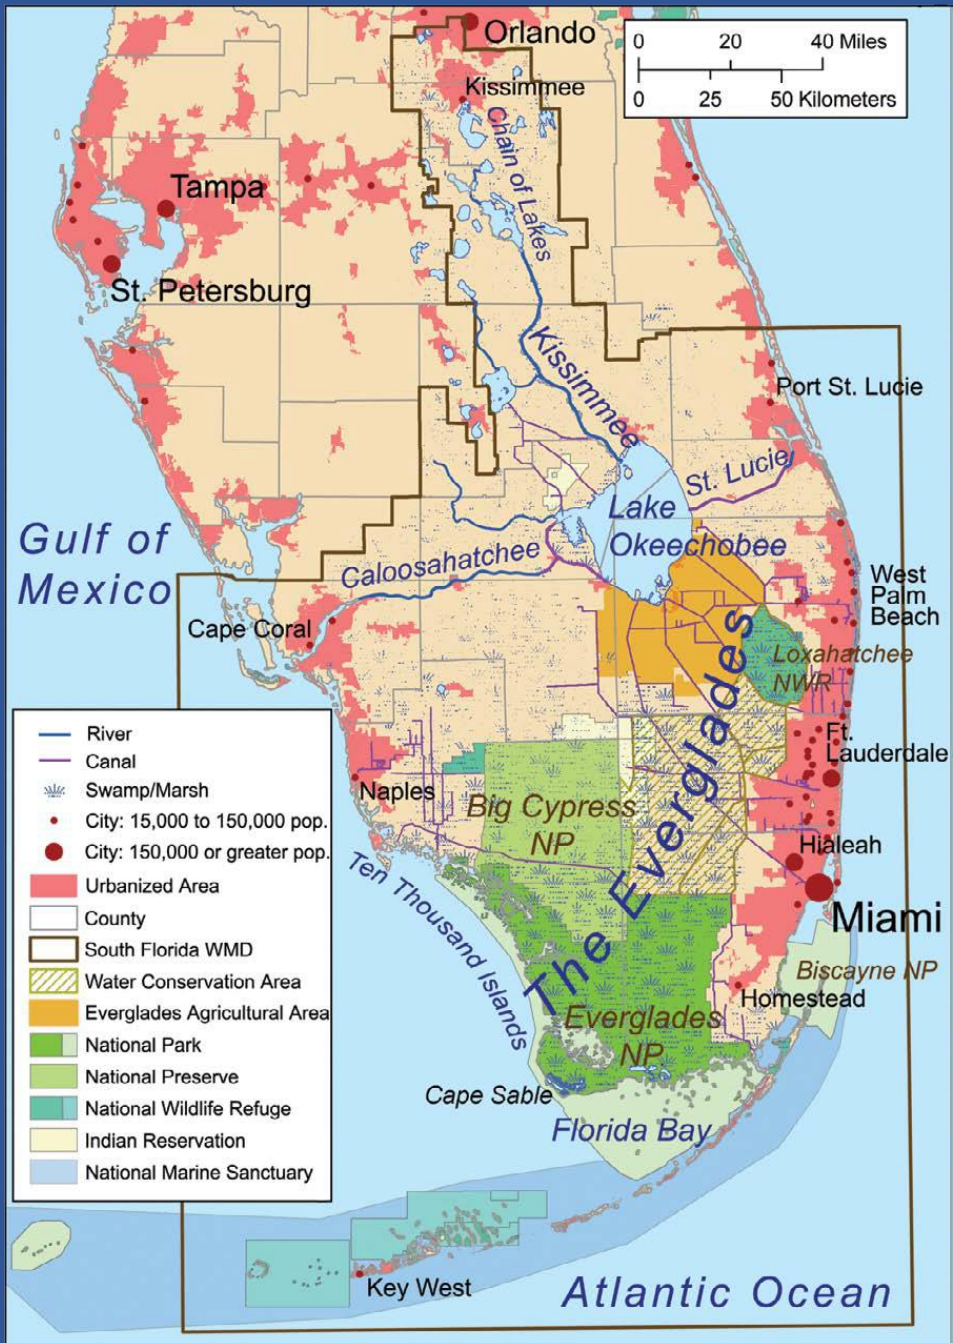 Orlando
0 20 40 Miles
0 25 50 Kilometers
Kissimmee
Chain of Lakes
Tampa
St. Petersburg
Kissimmee
Port St. Lucie
St. Lucie
Lake
Okeechobee
Gulf of
Mexico
Caloosahatchee
West
Palm
Beach
Cape Coral
Loxahatchee
NWR
The Everglades
Ft.
Lauderdale
Naples
Big Cypress
NP
Hialeah
Ten Thousand Islands
Miami
Biscayne NP
Homestead
Everglades
NP
Cape Sable
Florida Bay
Key West
Atlantic Ocean
River
Canal
Swamp/Marsh
City: 15,000 to 150,000 pop.
City: 150,000 or greater pop.
Urbanized Area
County
South Florida WMD
Water Conservation Area
Everglades Agricultural Area
National Park
National Preserve
National Wildlife Refuge
Indian Reservation
National Marine Sanctuary